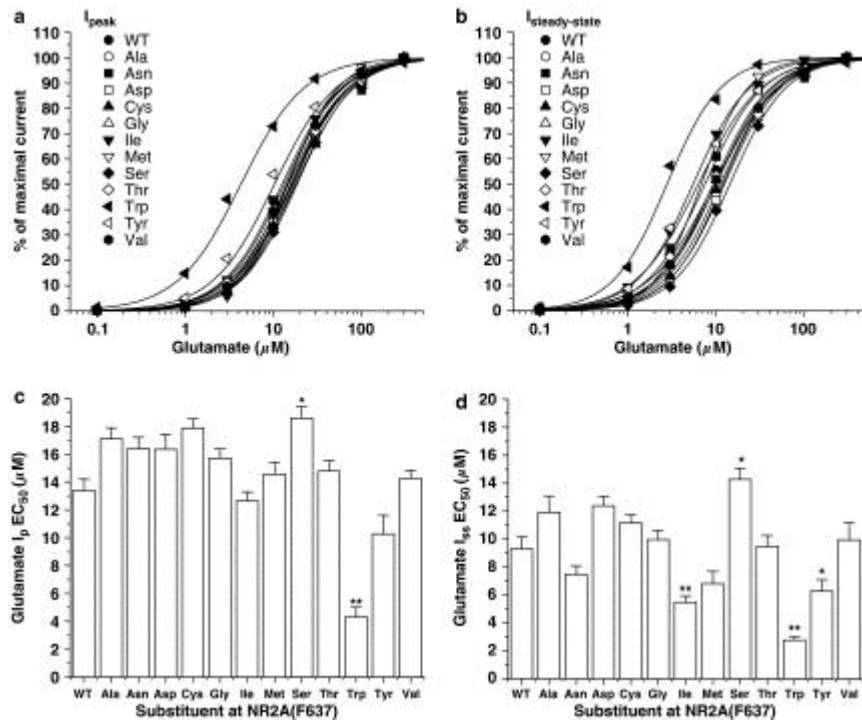 a
I_peak
WT
Ala
Asn
Asp
Cys
Gly
Ile
Met
Ser
Thr
Trp
Tyr
Val
% of maximal current
110
100
90
80
70
60
50
40
30
20
10
0
0.1 1 10 100
Glutamate (μM)
b
I_steady-state
WT
Ala
Asn
Asp
Cys
Gly
Ile
Met
Ser
Thr
Trp
Tyr
Val
% of maximal current
110
100
90
80
70
60
50
40
30
20
10
0
0.1 1 10 100
Glutamate (μM)
c
Glutamate I_p EC_50 (μM)
20
18
16
14
12
10
8
6
4
2
0
*
**
WT Ala Asn Asp Cys Gly Ile Met Ser Thr Trp Tyr Val
Substituent at NR2A(F637)
d
Glutamate I_ss EC_50 (μM)
20
18
16
14
12
10
8
6
4
2
0
**
*
**
*
WT Ala Asn Asp Cys Gly Ile Met Ser Thr Trp Tyr Val
Substituent at NR2A(F637)